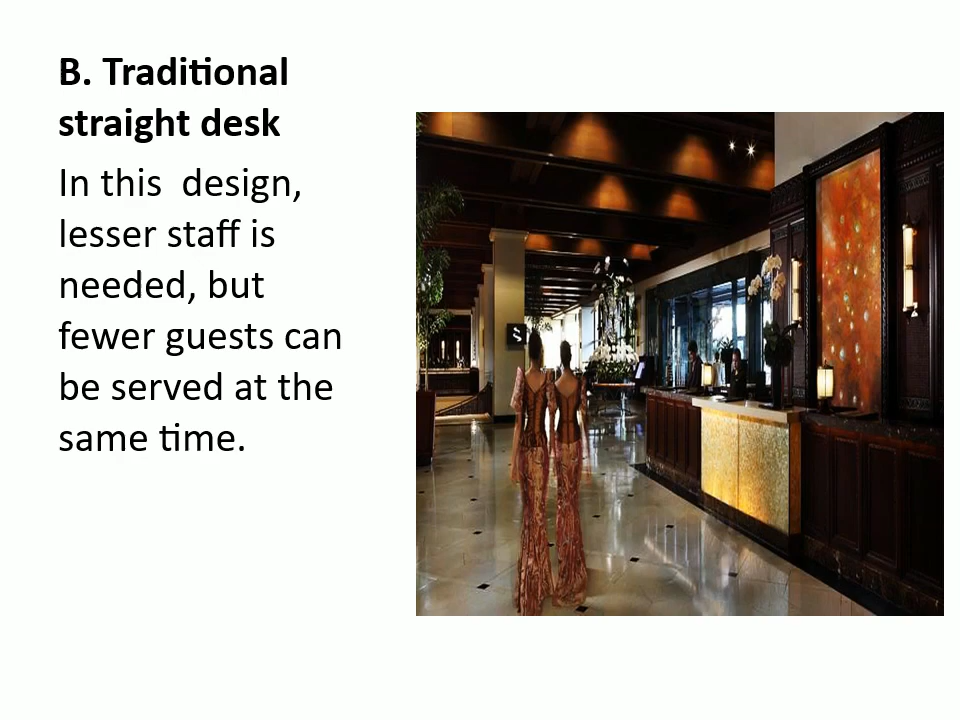 B. Traditional
straight desk
In this  design,
lesser staff is
needed, but
fewer guests can
be served at the
same time.